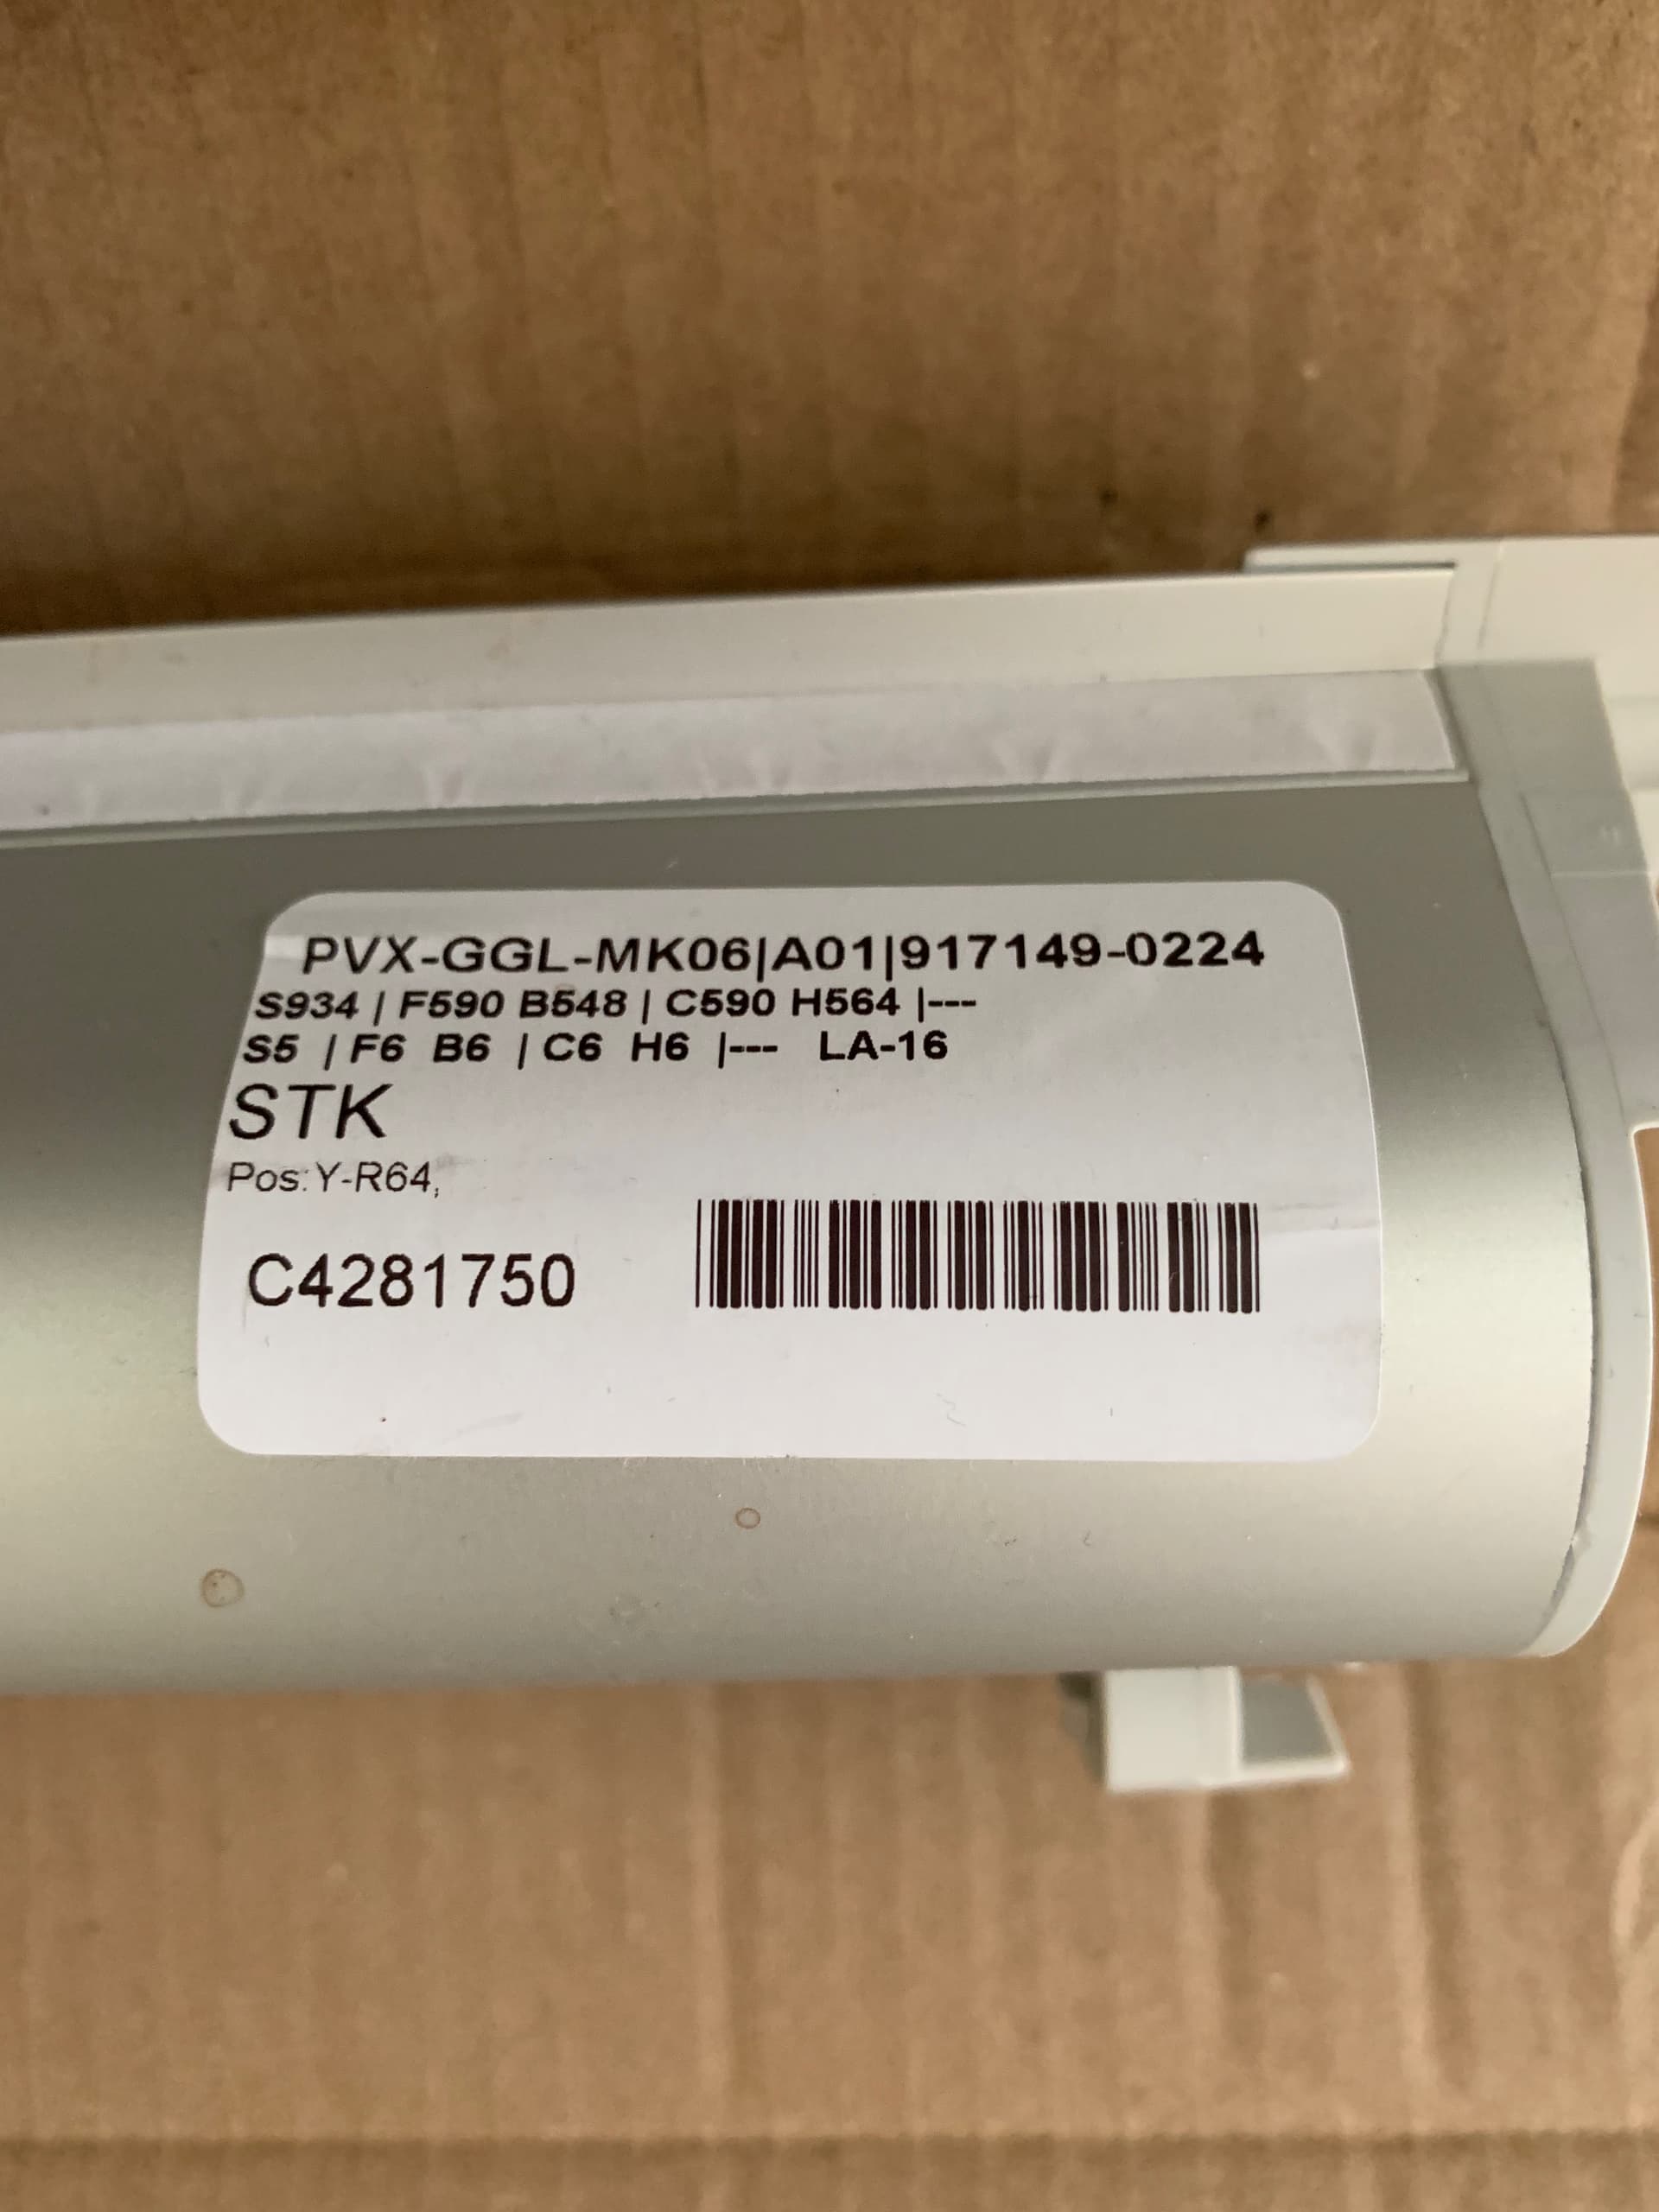 PVX-GGL-MK06|A01|917149-0224
S934 | F590 B548 | C590 H564 |---
S5 | F6 B6 | C6 H6 |--- LA-16
STK
Pos:Y-R64,
C4281750